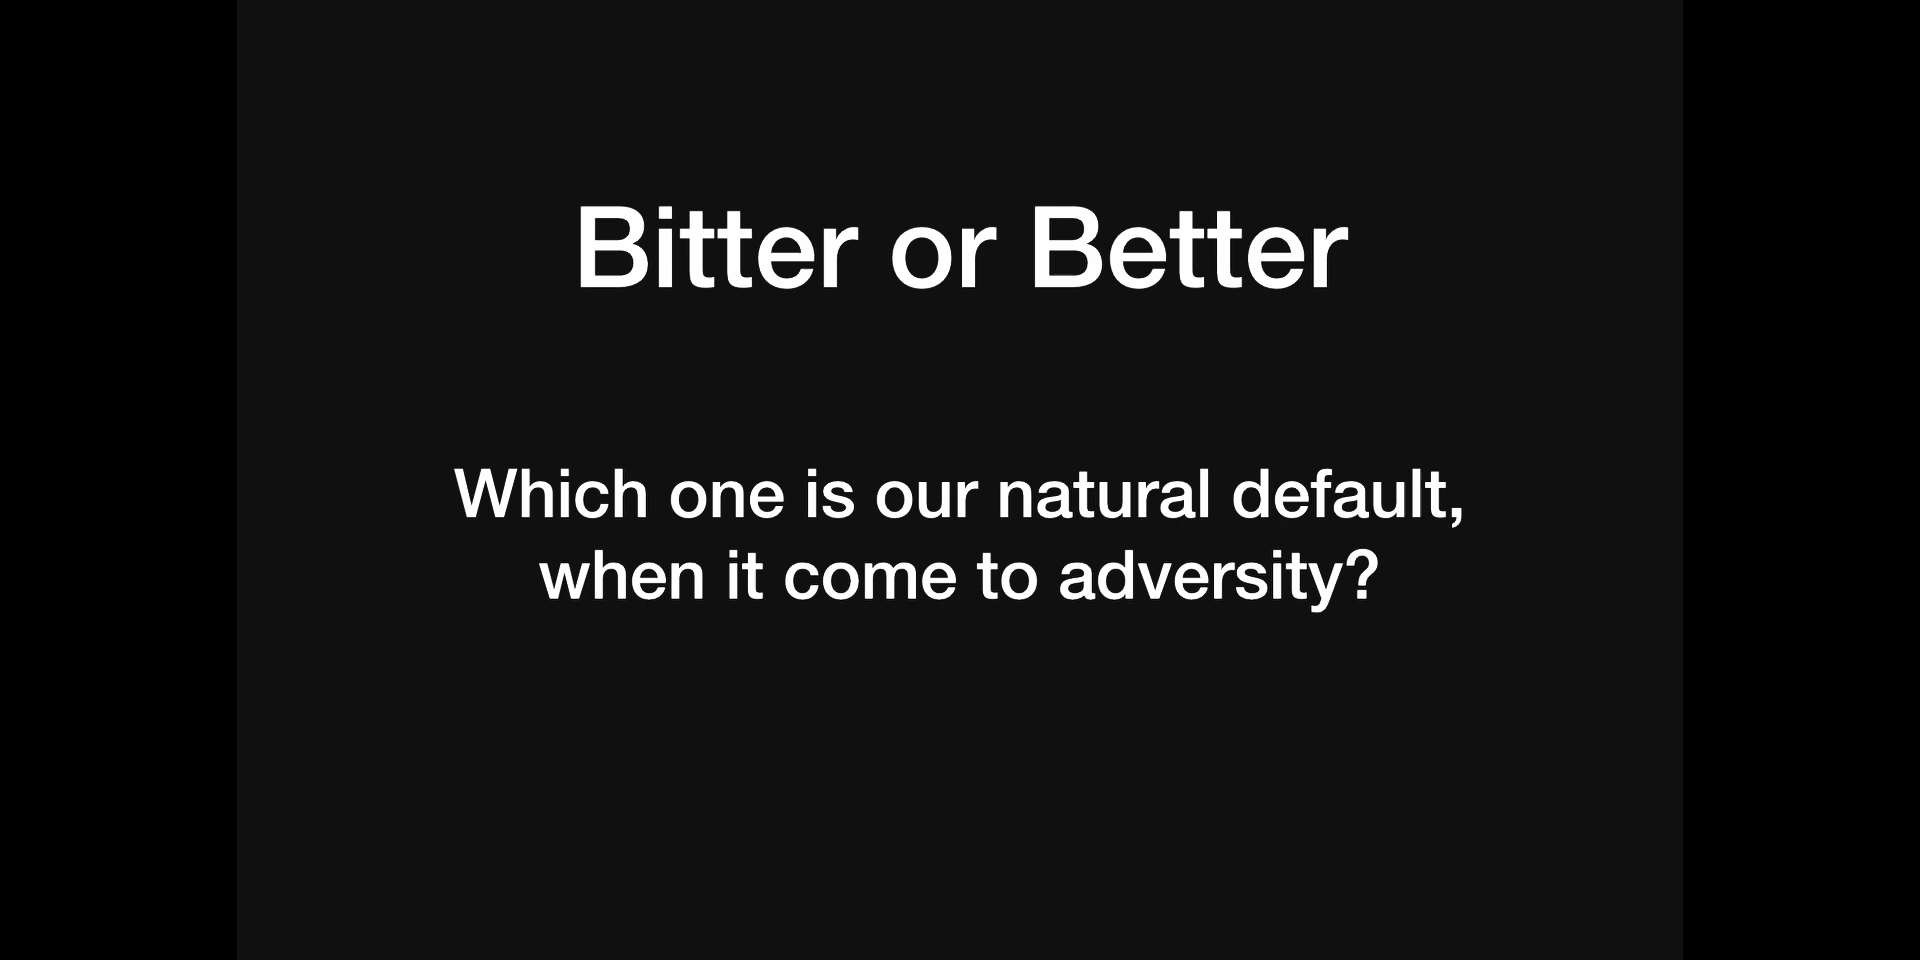 Bitter or Better
Which one is our natural default,
when it come to adversity?